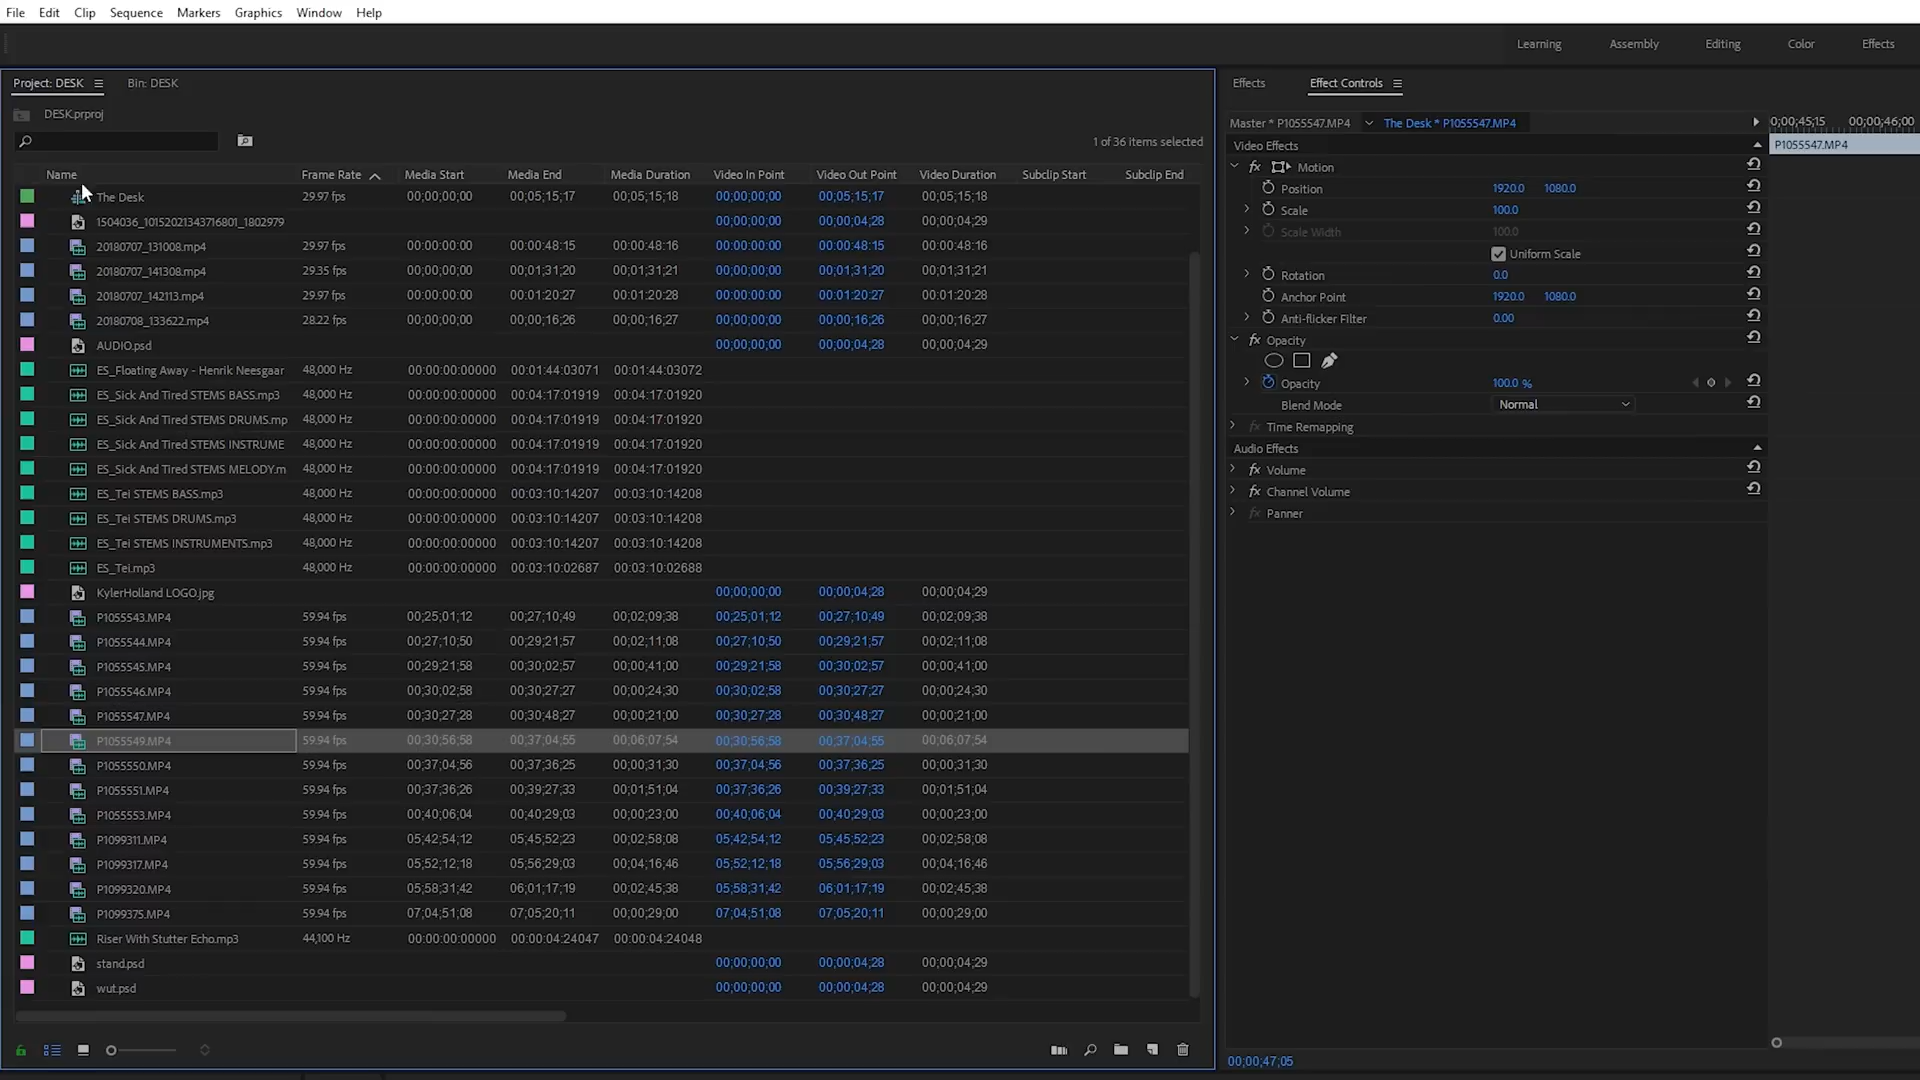 File Edit Clip Sequence Markers Graphics Window Help
Learning Assembly Editing Color Effects
Project: DESK Bin: DESK
DESK.prproj
1 of 36 items selected
Name Frame Rate Media Start Media End Media Duration Video In Point Video Out Point Video Duration Subclip Start Subclip End
The Desk 29.97 fps 00;00;00;00 00;05;15;17 00;05;15;18 00;00;00;00 00;05;15;17 00;05;15;18
1504036_10152021343716801_1802979 00;00;00;00 00;00;04;28 00;00;04;29
20180707_131008.mp4 29.97 fps 00:00:00:00 00:00:48:15 00:00:48:16 00:00:00:00 00:00:48:15 00:00:48:16
20180707_141308.mp4 29.35 fps 00;00;00;00 00;01;31;20 00;01;31;21 00;00;00;00 00;01;31;20 00;01;31;21
20180707_142113.mp4 29.97 fps 00:00:00:00 00:01:20:27 00:01:20:28 00:00:00:00 00:01:20:27 00:01:20:28
20180708_133622.mp4 28.22 fps 00;00;00;00 00;00;16;26 00;00;16;27 00;00;00;00 00;00;16;26 00;00;16;27
AUDIO.psd 00;00;00;00 00;00;04;28 00;00;04;29
ES_Floating Away - Henrik Neesgaar 48,000 Hz 00:00:00:00000 00:01:44:03071 00:01:44:03072
ES_Sick And Tired STEMS BASS.mp3 48,000 Hz 00:00:00:00000 00:04:17:01919 00:04:17:01920
ES_Sick And Tired STEMS DRUMS.mp 48,000 Hz 00:00:00:00000 00:04:17:01919 00:04:17:01920
ES_Sick And Tired STEMS INSTRUME 48,000 Hz 00:00:00:00000 00:04:17:01919 00:04:17:01920
ES_Sick And Tired STEMS MELODY.m 48,000 Hz 00:00:00:00000 00:04:17:01919 00:04:17:01920
ES_Tei STEMS BASS.mp3 48,000 Hz 00:00:00:00000 00:03:10:14207 00:03:10:14208
ES_Tei STEMS DRUMS.mp3 48,000 Hz 00:00:00:00000 00:03:10:14207 00:03:10:14208
ES_Tei STEMS INSTRUMENTS.mp3 48,000 Hz 00:00:00:00000 00:03:10:14207 00:03:10:14208
ES_Tei.mp3 48,000 Hz 00:00:00:00000 00:03:10:02687 00:03:10:02688
KylerHolland LOGO.jpg 00;00;00;00 00;00;04;28 00;00;04;29
P1055543.MP4 59.94 fps 00;25;01;12 00;27;10;49 00;02;09;38 00;25;01;12 00;27;10;49 00;02;09;38
P1055544.MP4 59.94 fps 00;27;10;50 00;29;21;57 00;02;11;08 00;27;10;50 00;29;21;57 00;02;11;08
P1055545.MP4 59.94 fps 00;29;21;58 00;30;02;57 00;00;41;00 00;29;21;58 00;30;02;57 00;00;41;00
P1055546.MP4 59.94 fps 00;30;02;58 00;30;27;27 00;00;24;30 00;30;02;58 00;30;27;27 00;00;24;30
P1055547.MP4 59.94 fps 00;30;27;28 00;30;48;27 00;00;21;00 00;30;27;28 00;30;48;27 00;00;21;00
P1055549.MP4 59.94 fps 00;30;56;58 00;37;04;55 00;06;07;54 00;30;56;58 00;37;04;55 00;06;07;54
P1055550.MP4 59.94 fps 00;37;04;56 00;37;36;25 00;00;31;30 00;37;04;56 00;37;36;25 00;00;31;30
P1055551.MP4 59.94 fps 00;37;36;26 00;39;27;33 00;01;51;04 00;37;36;26 00;39;27;33 00;01;51;04
P1055553.MP4 59.94 fps 00;40;06;04 00;40;29;03 00;00;23;00 00;40;06;04 00;40;29;03 00;00;23;00
P1099311.MP4 59.94 fps 05;42;54;12 05;45;52;23 00;02;58;08 05;42;54;12 05;45;52;23 00;02;58;08
P1099317.MP4 59.94 fps 05;52;12;18 05;56;29;03 00;04;16;46 05;52;12;18 05;56;29;03 00;04;16;46
P1099320.MP4 59.94 fps 05;58;31;42 06;01;17;19 00;02;45;38 05;58;31;42 06;01;17;19 00;02;45;38
P1099375.MP4 59.94 fps 07;04;51;08 07;05;20;11 00;00;29;00 07;04;51;08 07;05;20;11 00;00;29;00
Riser With Stutter Echo.mp3 44,100 Hz 00:00:00:00000 00:00:04:24047 00:00:04:24048
stand.psd 00;00;00;00 00;00;04;28 00;00;04;29
wut.psd 00;00;00;00 00;00;04;28 00;00;04;29
Effects Effect Controls
Master * P1055547.MP4 The Desk * P1055547.MP4 0;00;45;15 00;00;46;00
Video Effects P1055547.MP4
fx Motion
Position 1920.0 1080.0
Scale 100.0
Scale Width 100.0
Uniform Scale
Rotation 0.0
Anchor Point 1920.0 1080.0
Anti-flicker Filter 0.00
fx Opacity
Opacity 100.0 %
Blend Mode Normal
fx Time Remapping
Audio Effects
fx Volume
fx Channel Volume
fx Panner
00;00;47;05